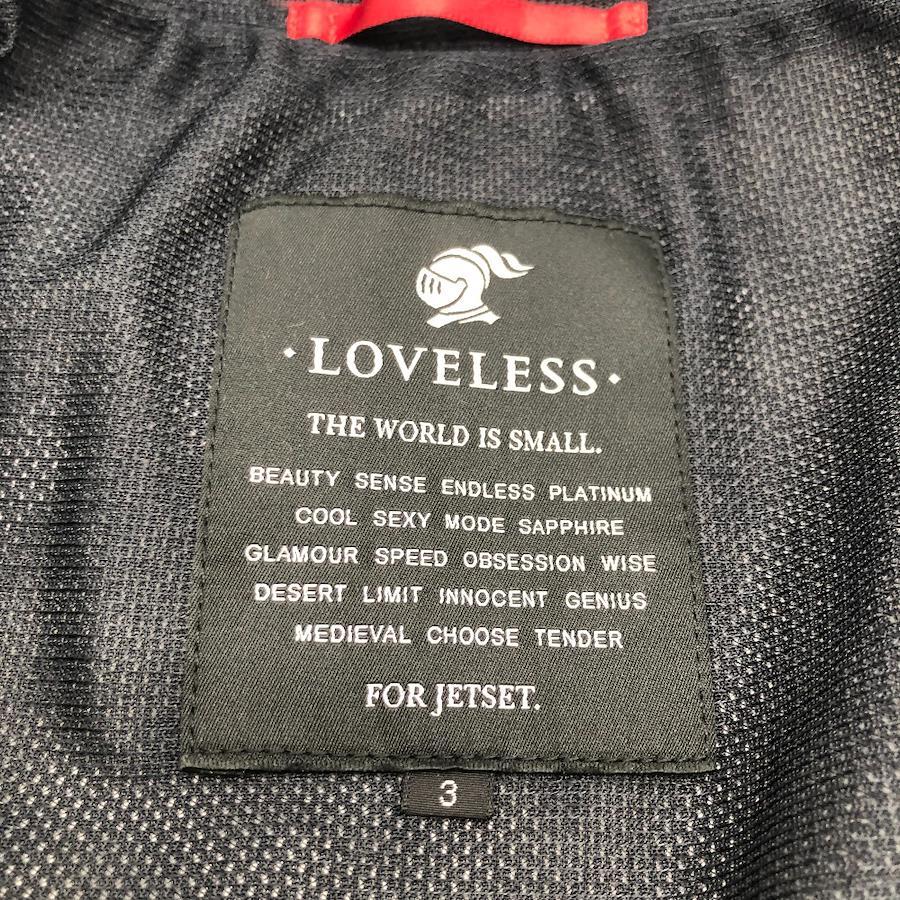 ·LOVELESS·
THE WORLD IS SMALL.
BEAUTY SENSE ENDLESS PLATINUM
COOL SEXY MODE SAPPHIRE
GLAMOUR SPEED OBSESSION WISE
DESERT LIMIT INNOCENT GENIUS
MEDIEVAL CHOOSE TENDER
FOR JETSET.
3